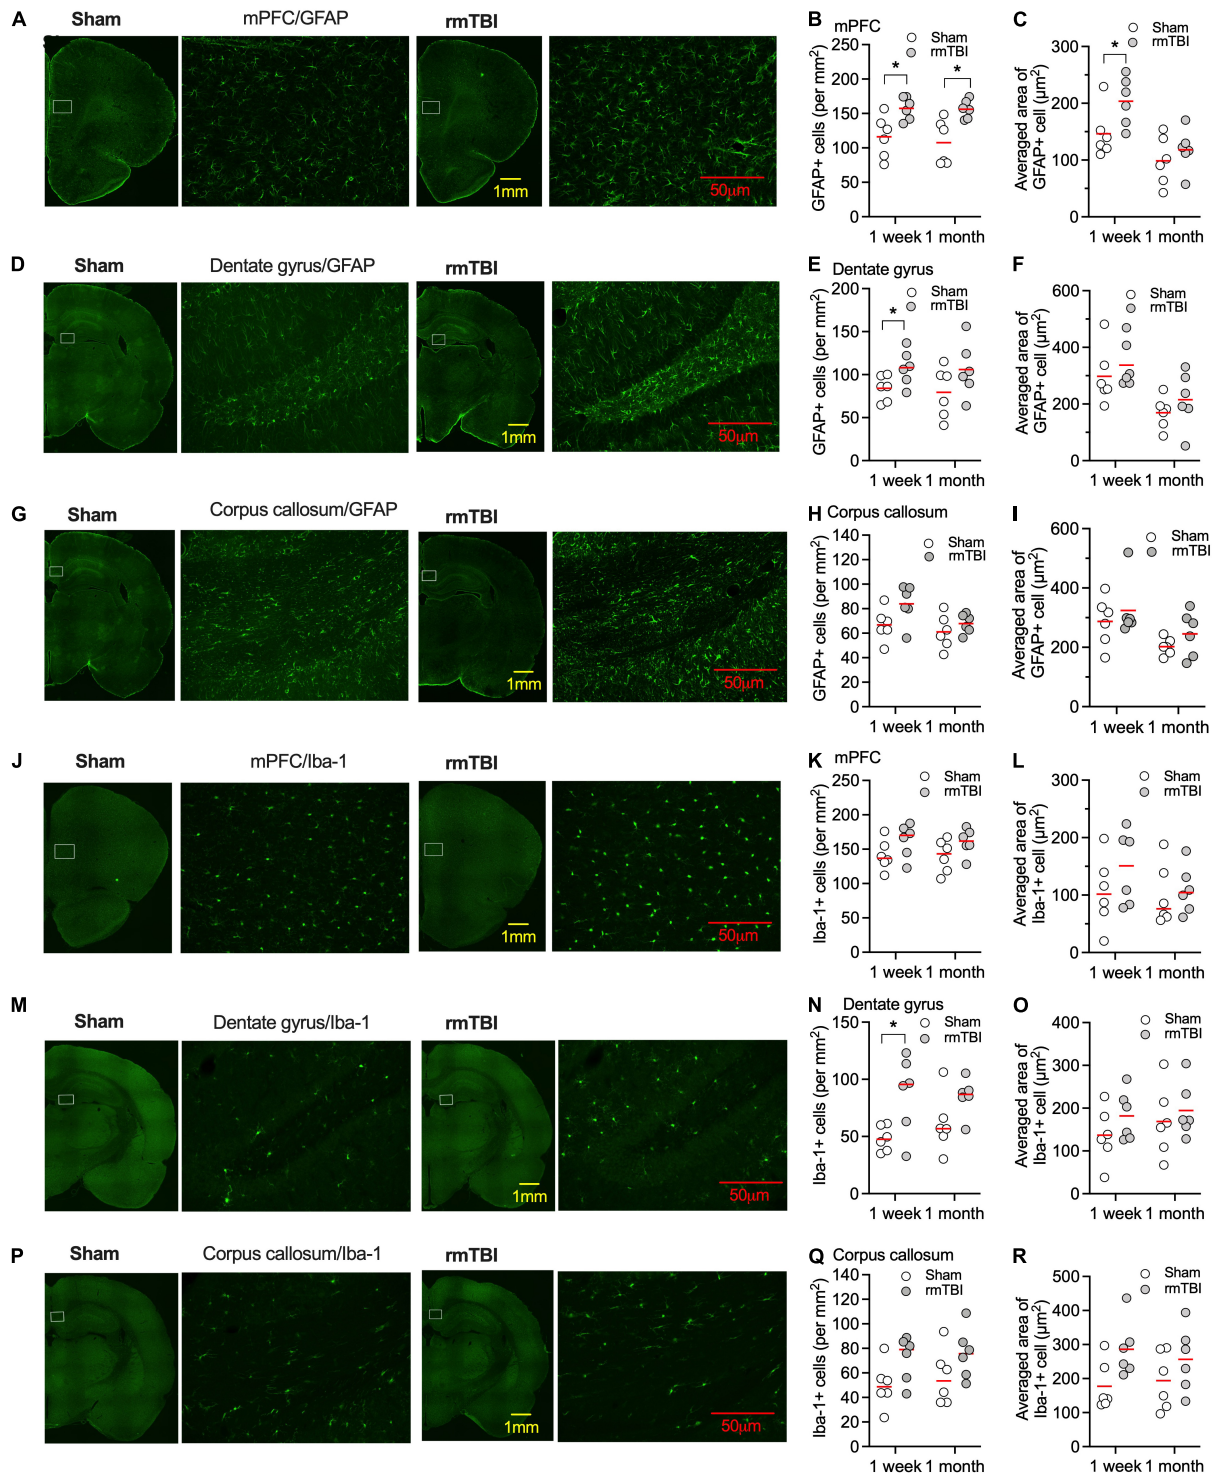 A Sham mPFC/GFAP rmTBI
1mm 50µm
B mPFC
Sham
rmTBI
GFAP+ cells (per mm²)
250
200
150
100
50
0
1 week 1 month
*
*
C
Sham
rmTBI
Averaged area of
GFAP+ cell (µm²)
300
200
100
0
1 week 1 month
*
D Sham Dentate gyrus/GFAP rmTBI
1mm 50µm
E Dentate gyrus
Sham
rmTBI
GFAP+ cells (per mm²)
200
150
100
50
0
1 week 1 month
*
F
Sham
rmTBI
Averaged area of
GFAP+ cell (µm²)
600
400
200
0
1 week 1 month
G Sham Corpus callosum/GFAP rmTBI
1mm 50µm
H Corpus callosum
Sham
rmTBI
GFAP+ cells (per mm²)
140
120
100
80
60
40
20
0
1 week 1 month
I
Sham
rmTBI
Averaged area of
GFAP+ cell (µm²)
600
400
200
0
1 week 1 month
J Sham mPFC/Iba-1 rmTBI
1mm 50µm
K mPFC
Sham
rmTBI
Iba-1+ cells (per mm²)
250
200
150
100
50
0
1 week 1 month
L
Sham
rmTBI
Averaged area of
Iba-1+ cell (µm²)
300
200
100
0
1 week 1 month
M Sham Dentate gyrus/Iba-1 rmTBI
1mm 50µm
N Dentate gyrus
Sham
rmTBI
Iba-1+ cells (per mm²)
150
100
50
0
1 week 1 month
*
O
Sham
rmTBI
Averaged area of
Iba-1+ cell (µm²)
400
300
200
100
0
1 week 1 month
P Sham Corpus callosum/Iba-1 rmTBI
1mm 50µm
Q Corpus callosum
Sham
rmTBI
Iba-1+ cells (per mm²)
140
120
100
80
60
40
20
0
1 week 1 month
R
Sham
rmTBI
Averaged area of
Iba-1+ cell (µm²)
500
400
300
200
100
0
1 week 1 month